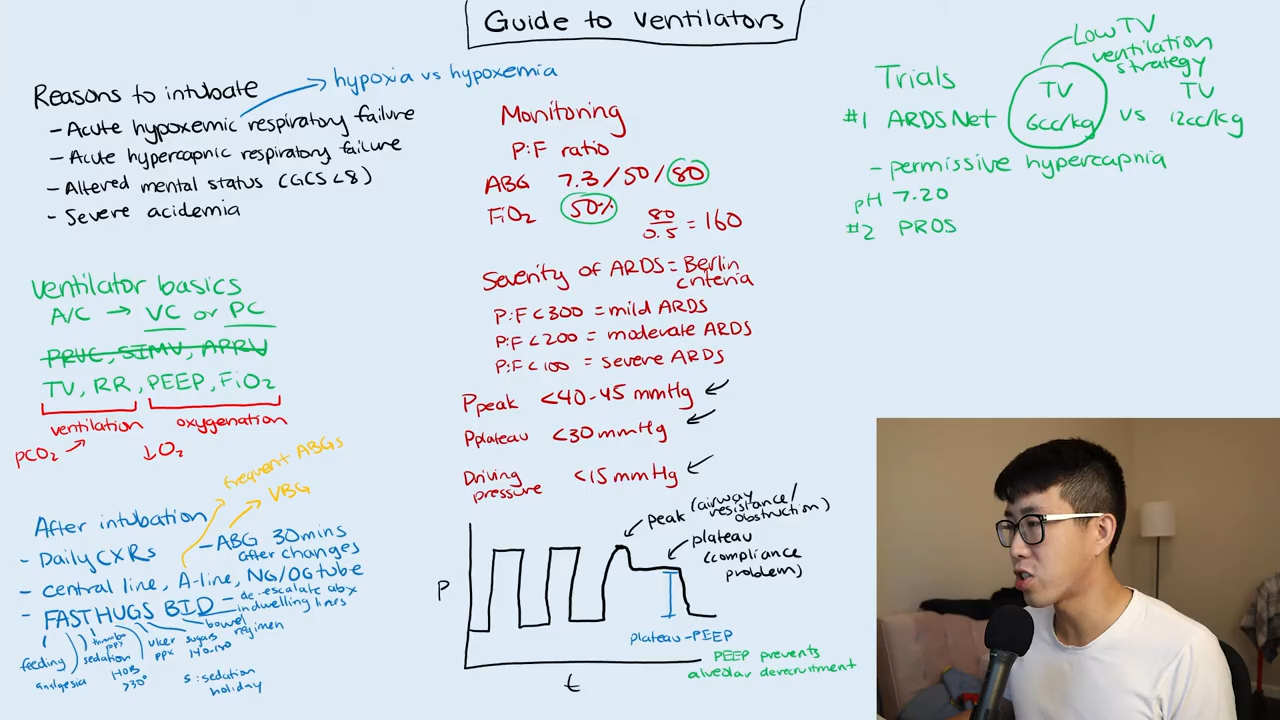 Guide to Ventilators
Reasons to intubate
→ hypoxia vs hypoxemia
- Acute hypoxemic respiratory failure
- Acute hypercapnic respiratory failure
- Altered mental status (GCS<8)
- Severe acidemia
Ventilator basics
A/C → VC or PC
PRVC, SIMV, APRV
TV, RR, PEEP, FiO2
ventilation oxygenation
pCO2 ↓O2
After intubation
frequent ABGs
VBG
- Daily CXRs
- ABG 30mins
after changes
- central line, A-line, NG/OG tube
- FAST HUGS BID
- de-escalate abx
indwelling lines
bowel
regimen
feeding
analgesia
sedation
thrombo
ppx
HOB
>30°
ulcer
ppx
sugars
140-180
S: sedation
holiday
Monitoring
P:F ratio
ABG 7.3/50/80
FiO2 50%
80
0.5 = 160
Severity of ARDS = Berlin
criteria
P:F<300 = mild ARDS
P:F<200 = moderate ARDS
P:F<100 = severe ARDS
Ppeak <40-45 mmHg
Pplateau <30mmHg
Driving
pressure <15mmHg
peak (airway
resistance/
obstruction)
plateau
(compliance
problem)
P
plateau-PEEP
PEEP prevents
alveolar derecruitment
t
Trials
Low TV
ventilation
strategy
#1 ARDSNet TV 6cc/kg vs TV 12cc/kg
- permissive hypercapnia
pH 7.20
#2 PROS